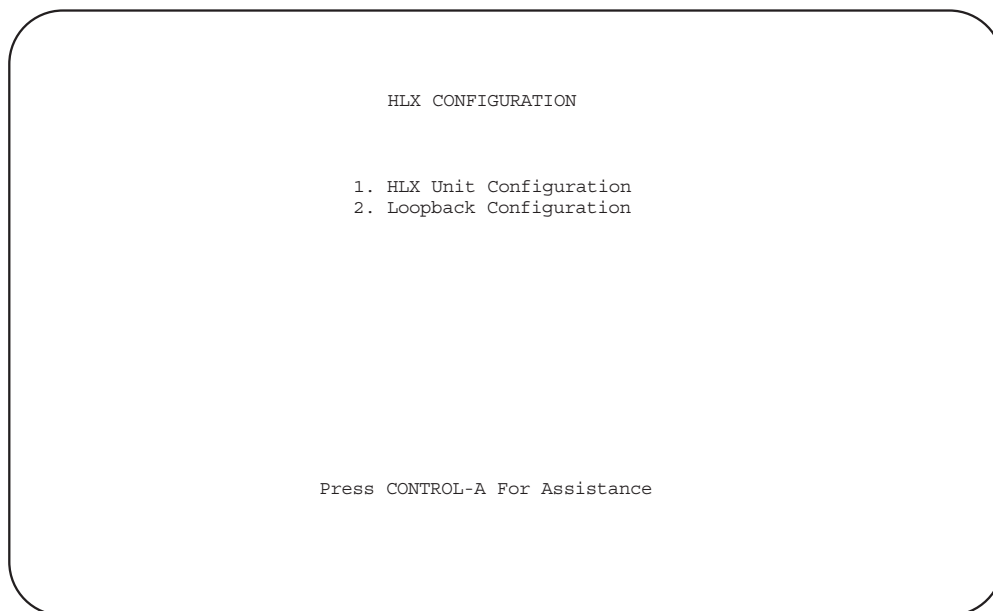 HLX CONFIGURATION
1. HLX Unit Configuration
2. Loopback Configuration
Press CONTROL-A For Assistance